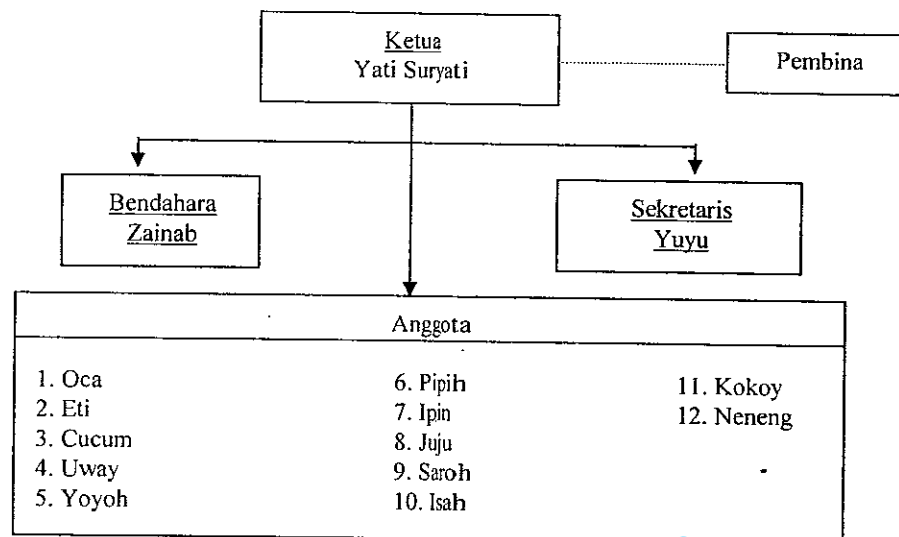 Ketua
Yati Suryati
Pembina
Bendahara
Zainab
Sekretaris
Yuyu
Anggota
1. Oca
2. Eti
3. Cucum
4. Uway
5. Yoyoh
6. Pipih
7. Ipin
8. Juju
9. Saroh
10. Isah
11. Kokoy
12. Neneng